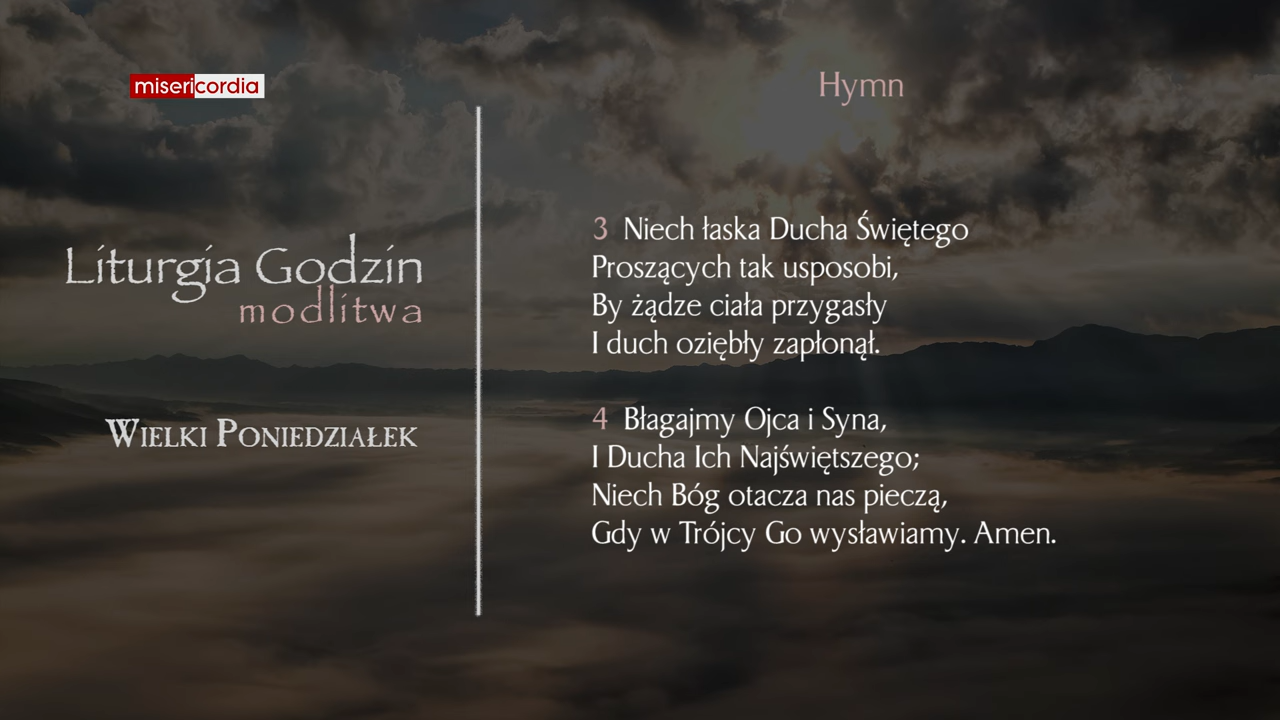 misericordia
Liturgia Godzin
modlitwa
Wielki Poniedziałek
Hymn
3 Niech łaska Ducha Świętego
Proszących tak usposobi,
By żądze ciała przygasły
I duch oziębły zapłonął.
4 Błagajmy Ojca i Syna,
I Ducha Ich Najświętszego;
Niech Bóg otacza nas pieczą,
Gdy w Trójcy Go wysławiamy. Amen.